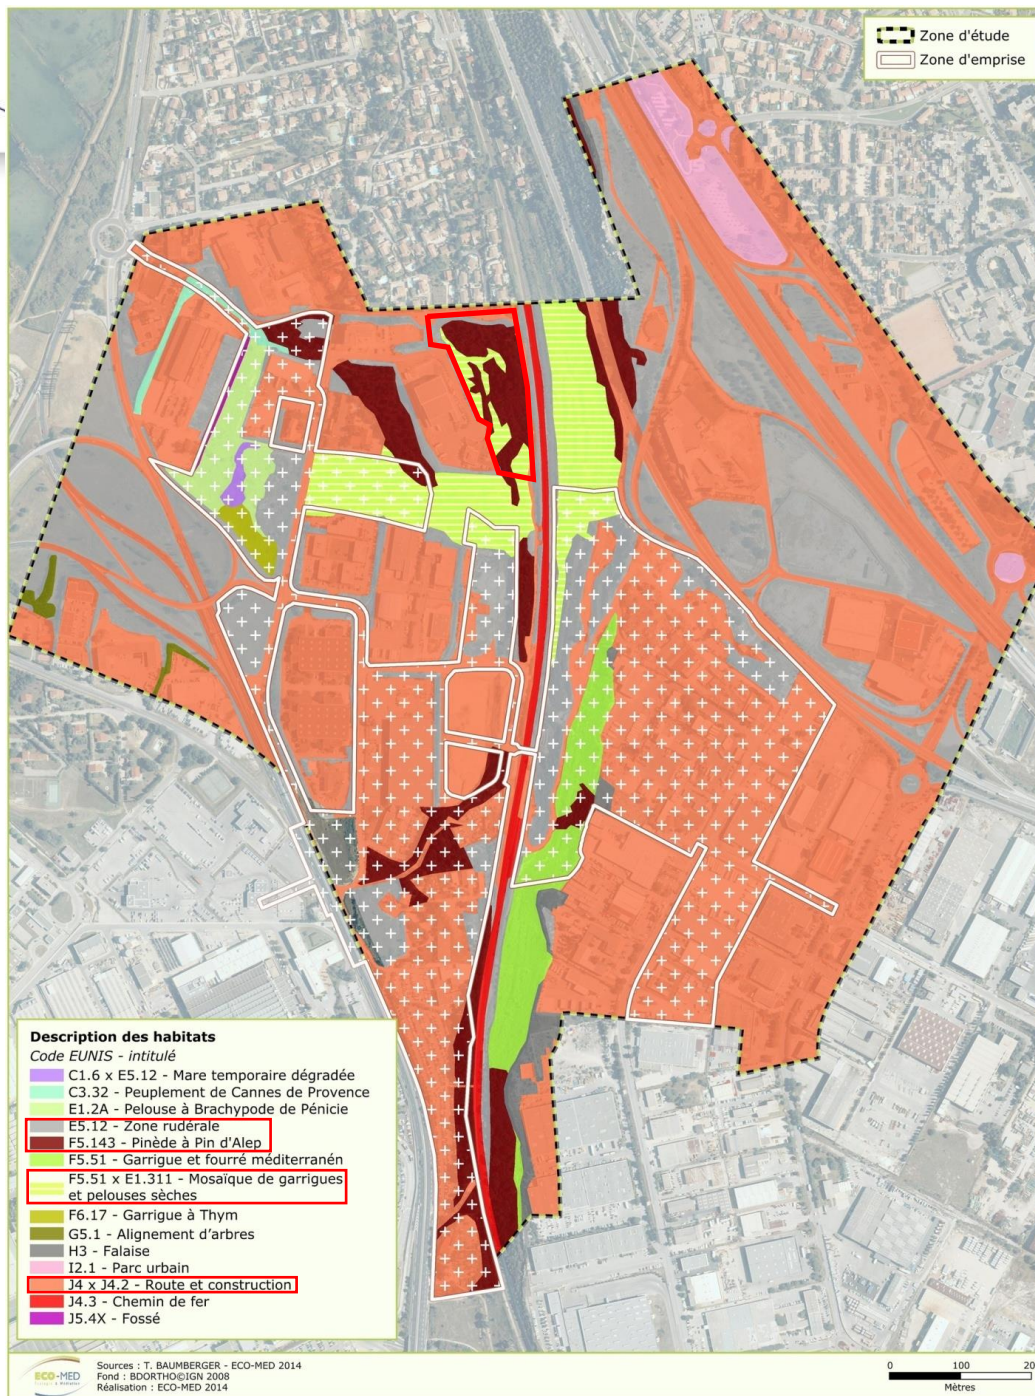 Zone d'étude
Zone d'emprise
Description des habitats
Code EUNIS - intitulé
C1.6 x E5.12 - Mare temporaire dégradée
C3.32 - Peuplement de Cannes de Provence
E1.2A - Pelouse à Brachypode de Pénicie
E5.12 - Zone rudérale
F5.143 - Pinède à Pin d'Alep
F5.51 - Garrigue et fourré méditerranén
F5.51 x E1.311 - Mosaïque de garrigues
et pelouses sèches
F6.17 - Garrigue à Thym
G5.1 - Alignement d'arbres
H3 - Falaise
I2.1 - Parc urbain
J4 x J4.2 - Route et construction
J4.3 - Chemin de fer
J5.4X - Fossé
ECO-MED
Sources : T. BAUMBERGER - ECO-MED 2014
Fond : BDORTHO©IGN 2008
Réalisation : ECO-MED 2014
0 100 20
Mètres